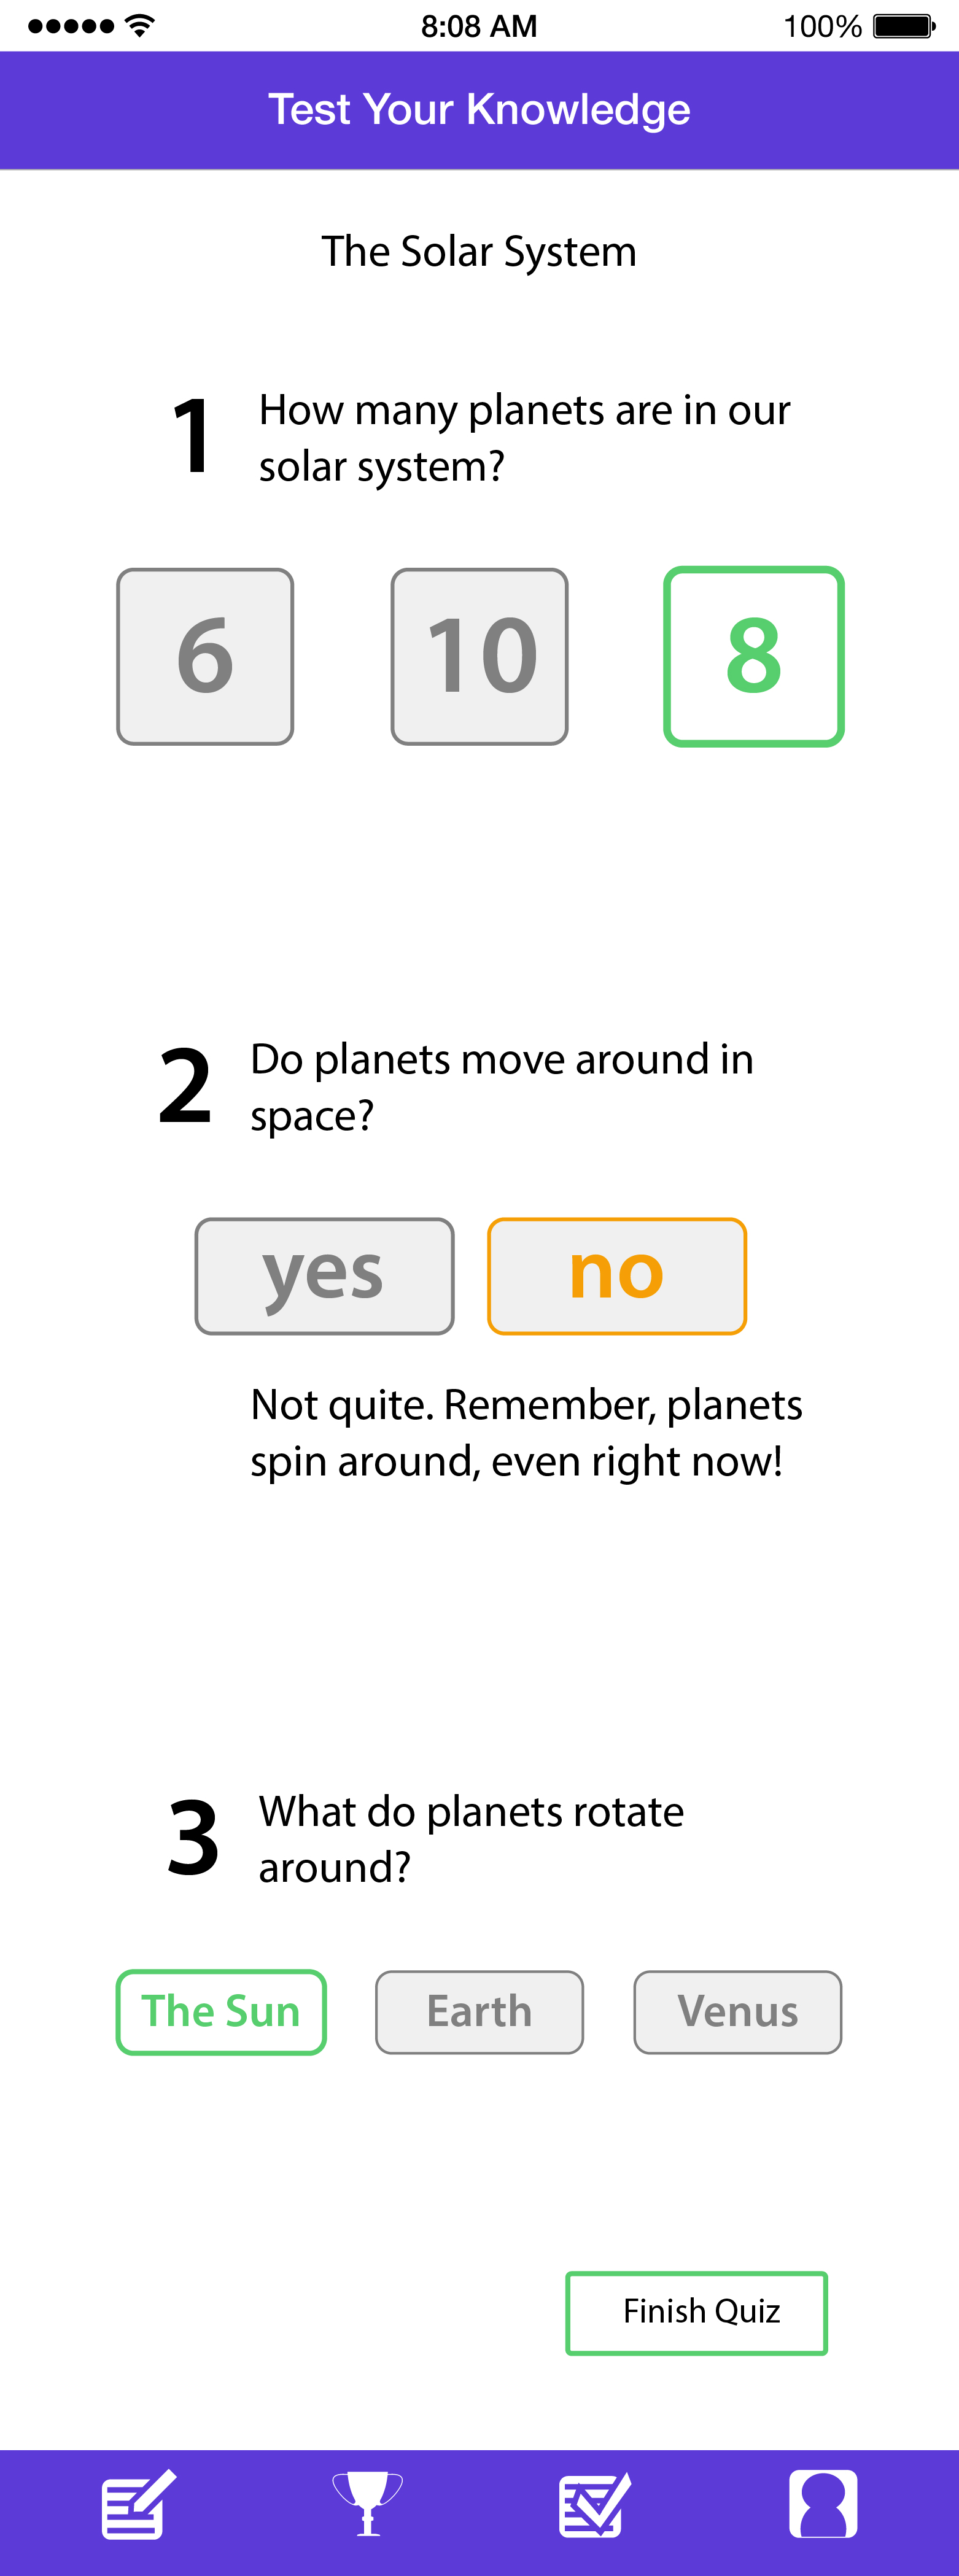 8:08 AM 100%
Test Your Knowledge
The Solar System
1 How many planets are in our
solar system?
6 10 8
2 Do planets move around in
space?
yes no
Not quite. Remember, planets
spin around, even right now!
3 What do planets rotate
around?
The Sun Earth Venus
Finish Quiz